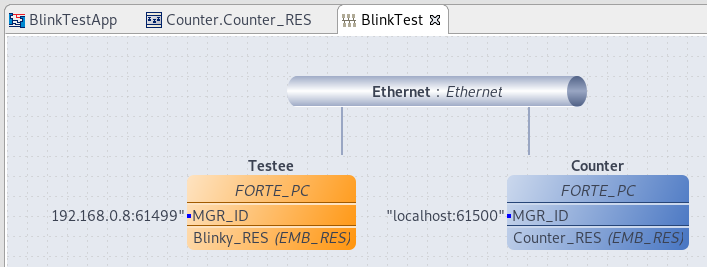 BlinkTestApp Counter.Counter_RES BlinkTest
Ethernet : Ethernet
Testee Counter
FORTE_PC FORTE_PC
192.168.0.8:61499" MGR_ID "localhost:61500" MGR_ID
Blinky_RES (EMB_RES) Counter_RES (EMB_RES)